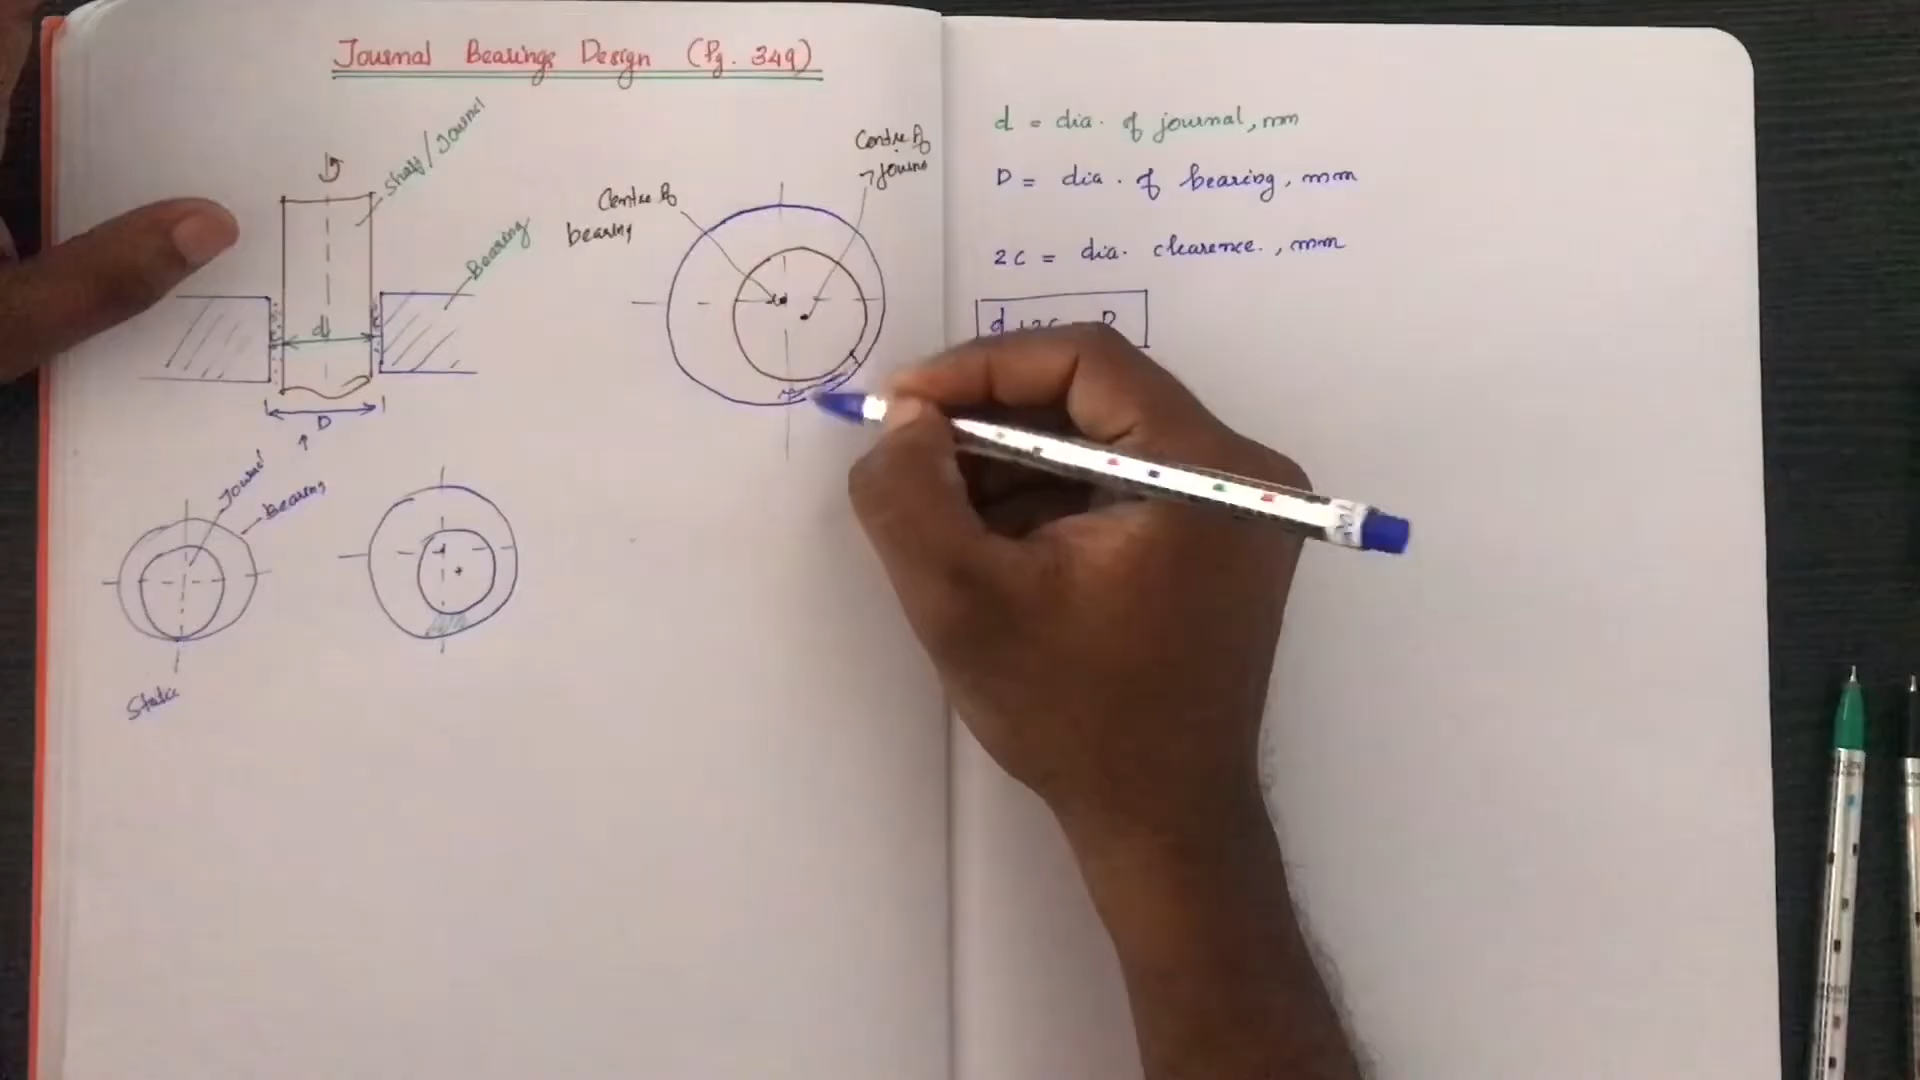 Journal Bearings Design (Pg. 349)
Shaft/Journal
Bearing
d
D
Journal
bearing
Static
Centre of
bearing
Centre of
d = dia. of journal, mm
D = dia. of bearing, mm
2C = dia. clearence., mm
d + 2c = D